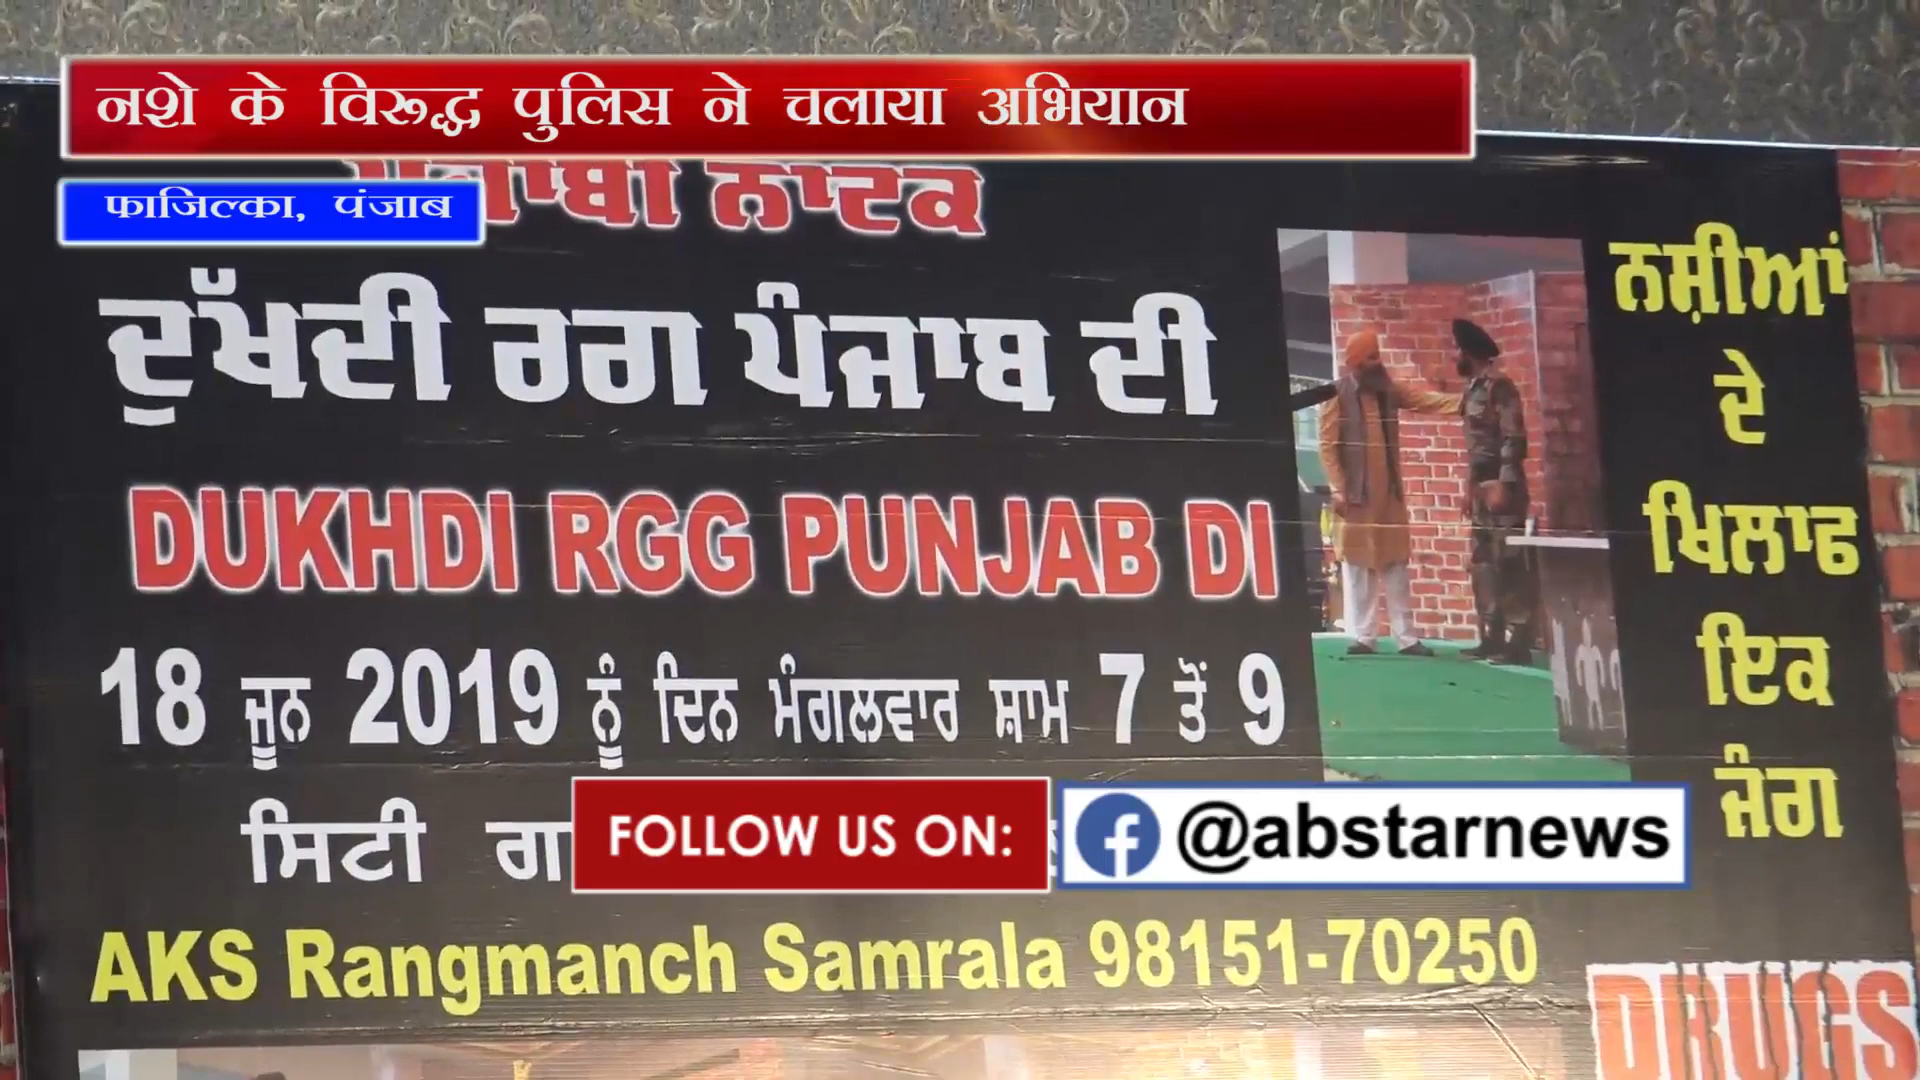 नशे के विरूद्ध पुलिस ने चलाया अभियान
फाजिल्का, पंजाब
ਨਾਟਕ
ਦੁੱਖਦੀ ਰਗ ਪੰਜਾਬ ਦੀ
DUKHDI RGG PUNJAB DI
18 ਜੂਨ 2019 ਨੂੰ ਦਿਨ ਮੰਗਲਵਾਰ ਸ਼ਾਮ 7 ਤੋਂ 9
ਸਿਟੀ
FOLLOW US ON:
@abstarnews
AKS Rangmanch Samrala 98151-70250
ਨਸ਼ੀਆਂ
ਦੇ
ਖਿਲਾਫ
ਇਕ
ਜੰਗ
DRUGS